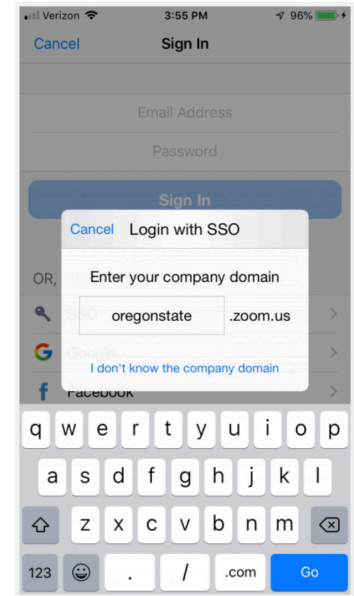 Verizon 3:55 PM 96%
Cancel Sign In
Email Address
Password
Sign In
Cancel Login with SSO
OR,
Enter your company domain
oregonstate .zoom.us
SSO
Google
I don't know the company domain
Facebook
q w e r t y u i o p
a s d f g h j k l
z x c v b n m
123 . / .com Go